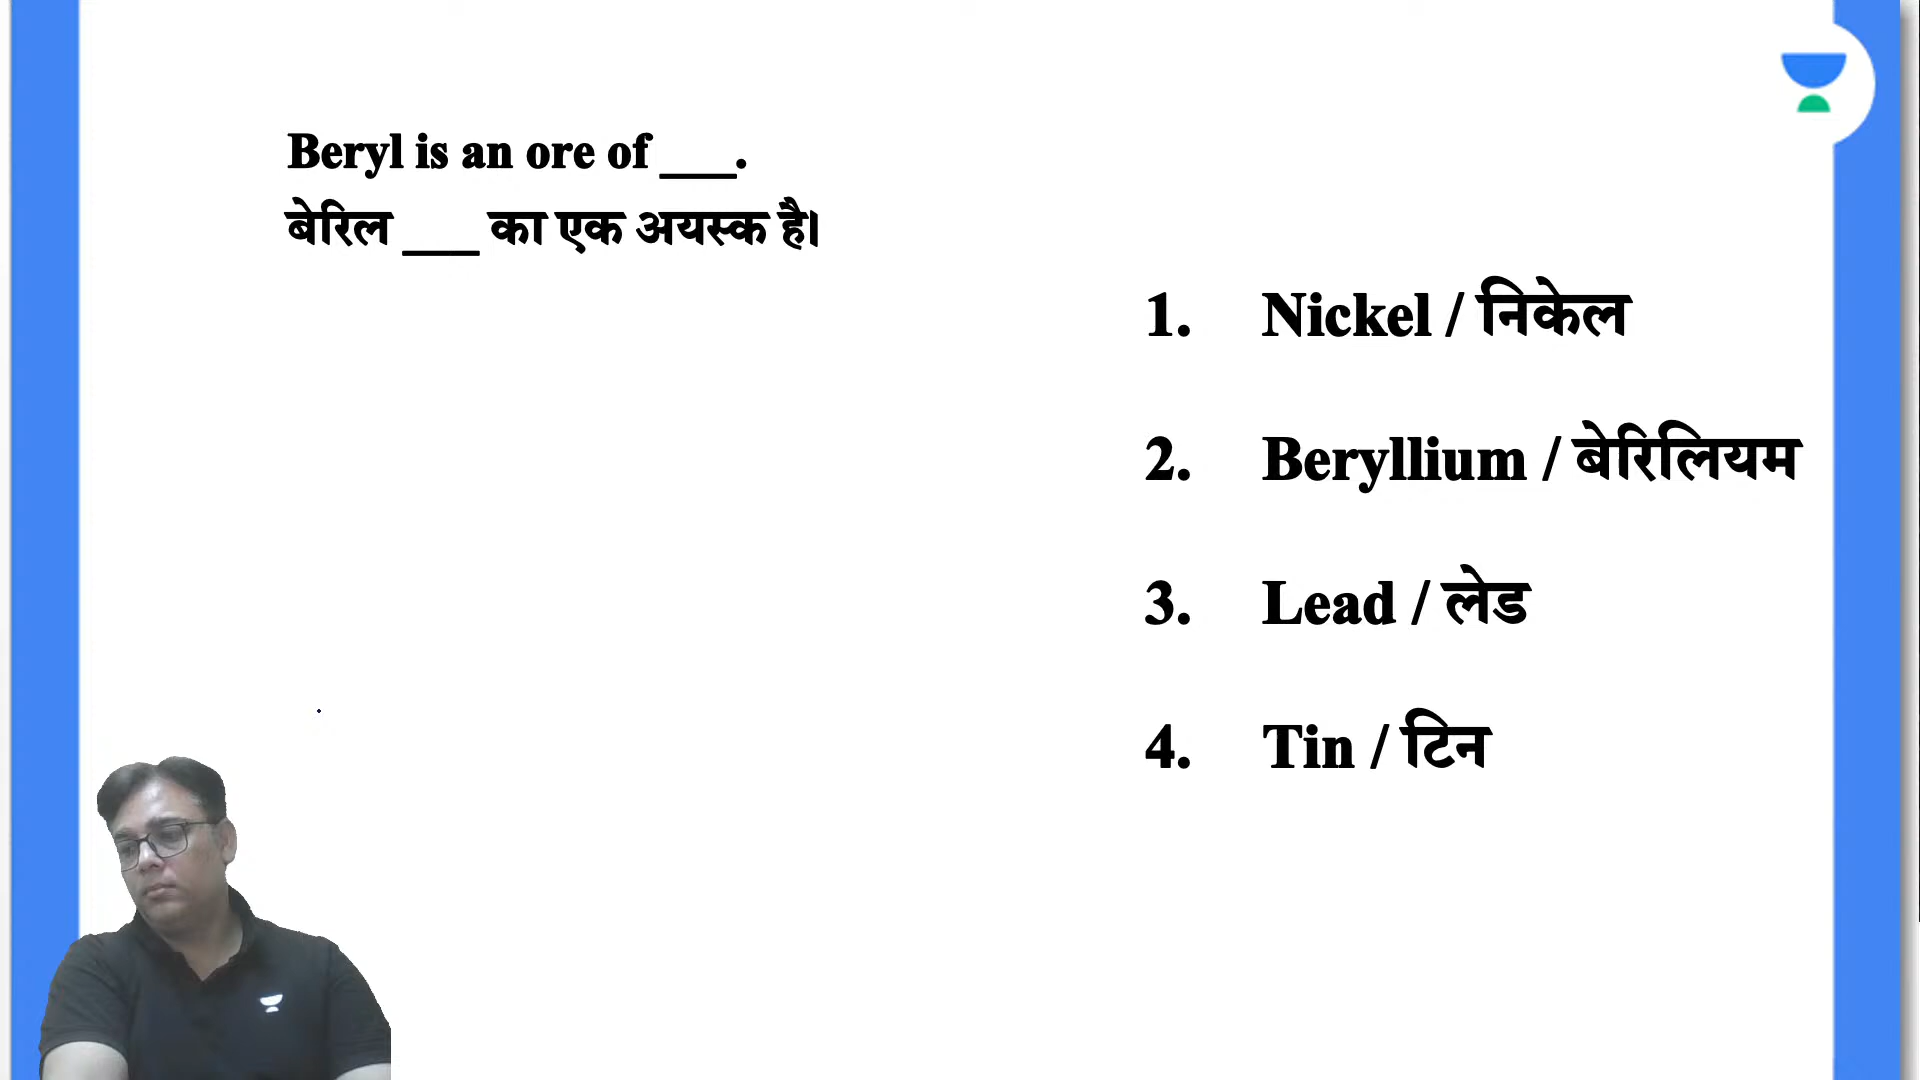 Beryl is an ore of ___.
बेरिल ___ का एक अयस्क है।
1. Nickel / निकेल
2. Beryllium / बेरिलियम
3. Lead / लेड
4. Tin / टिन